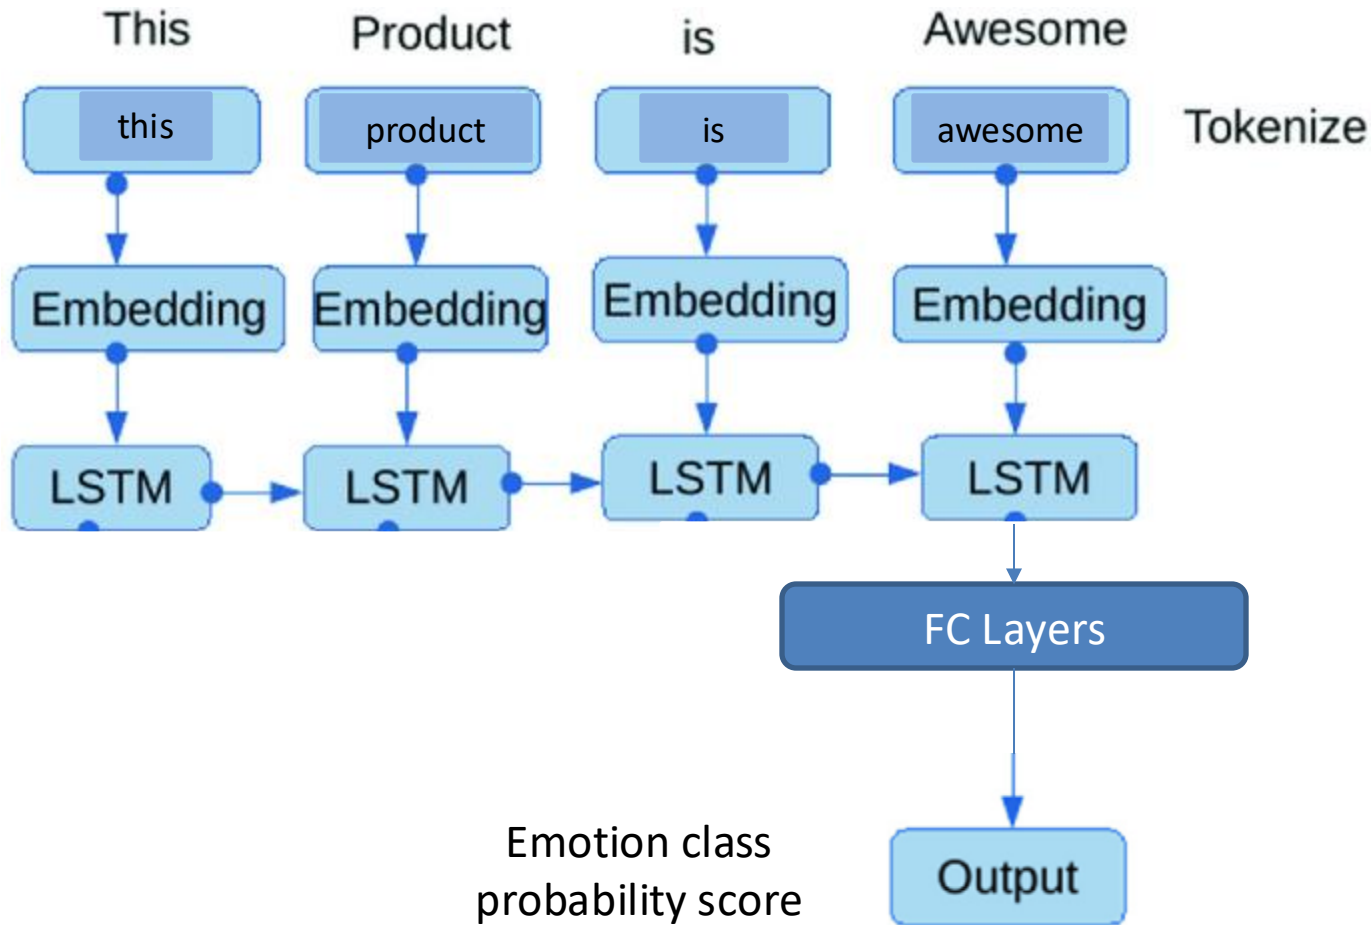 This Product is Awesome
this product is awesome Tokenize
Embedding Embedding Embedding Embedding
LSTM LSTM LSTM LSTM
FC Layers
Emotion class
probability score
Output